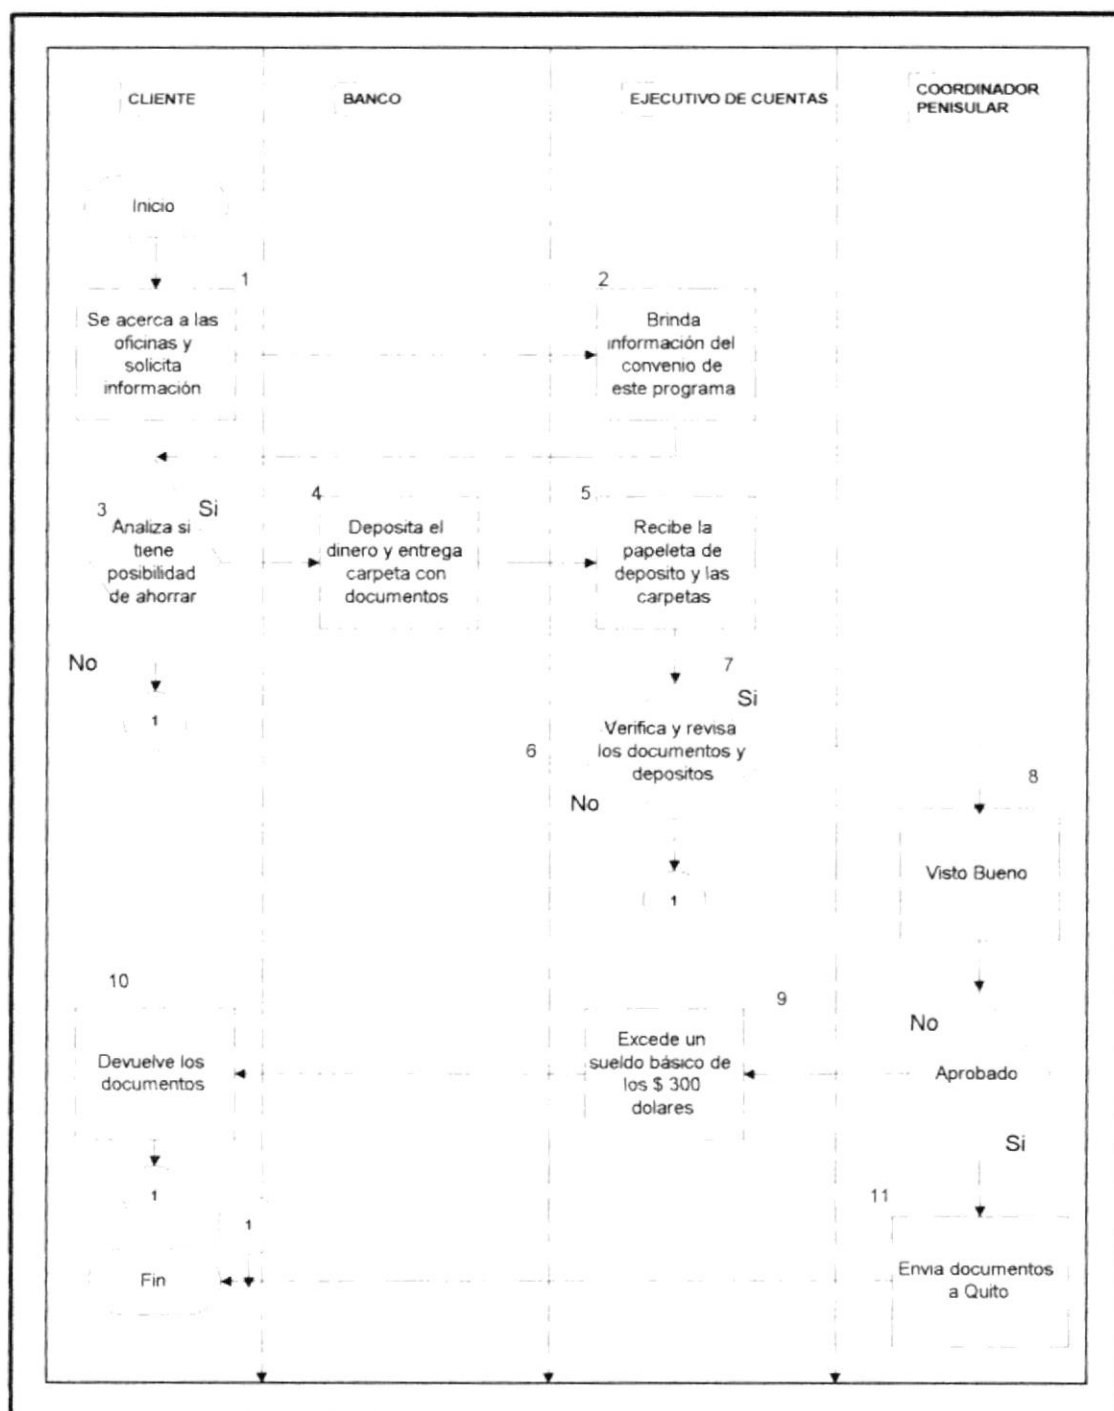 CLIENTE
BANCO
EJECUTIVO DE CUENTAS
COORDINADOR
PENISULAR
Inicio
1
Se acerca a las
oficinas y
solicita
información
2
Brinda
información del
convenio de
este programa
3
Si
Analiza si
tiene
posibilidad
de ahorrar
4
Deposita el
dinero y entrega
carpeta con
documentos
5
Recibe la
papeleta de
deposito y las
carpetas
No
1
7
Si
6
Verifica y revisa
los documentos y
depositos
No
1
8
Visto Bueno
10
Devuelve los
documentos
9
Excede un
sueldo básico de
los $ 300
dolares
No
Aprobado
Si
1
1
11
Fin
Envia documentos
a Quito